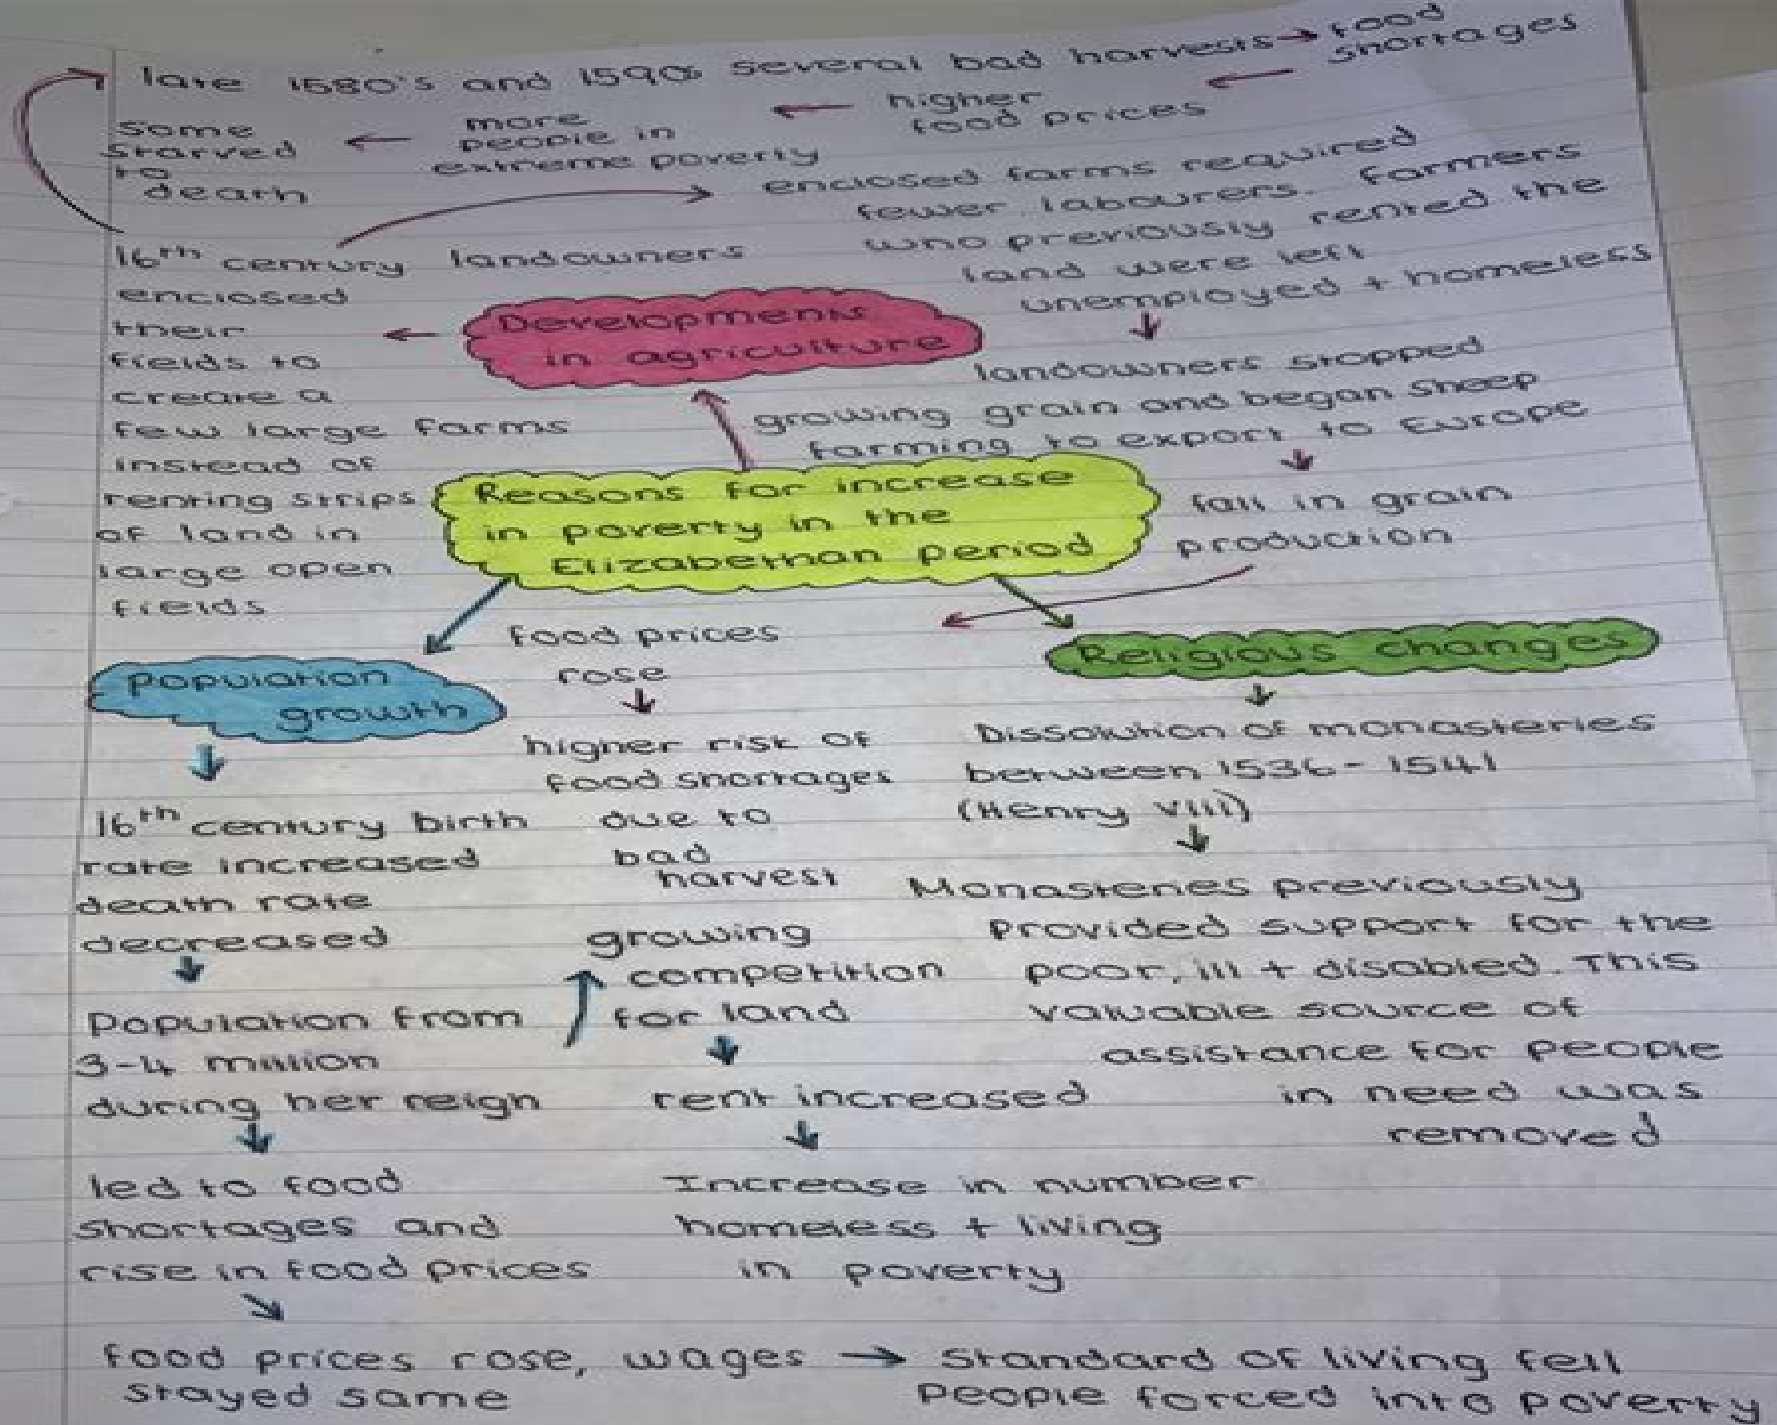 late 1580's and 1590s several bad harvests → food
shortages
higher
food prices
more
people in
extreme poverty
some
starved
to
death
16th century landowners
enclosed
their
fields to
create a
few large farms
instead of
renting strips
of land in
large open
fields
enclosed farms required
fewer labourers. Farmers
who previously rented the
land were left
unemployed + homeless
landowners stopped
growing grain and began sheep
farming to export to Europe
fall in grain
production
food prices
rose
higher risk of
food shortages
due to
bad
harvest
Developments
in agriculture
Reasons for increase
in poverty in the
Elizabethan period
Population
growth
16th century birth
rate increased
death rate
decreased
Population from
3-4 million
during her reign
led to food
shortages and
rise in food prices
food prices rose, wages
stayed same
→ Standard of living fell
People forced into poverty
growing
competition
for land
rent increased
Increase in number
homeless + living
in poverty
Religious changes
Dissolution of monasteries
between 1536 - 1541
(Henry VIII)
Monasteries previously
Provided support for the
poor, ill + disabled. This
valuable source of
assistance for people
in need was
removed